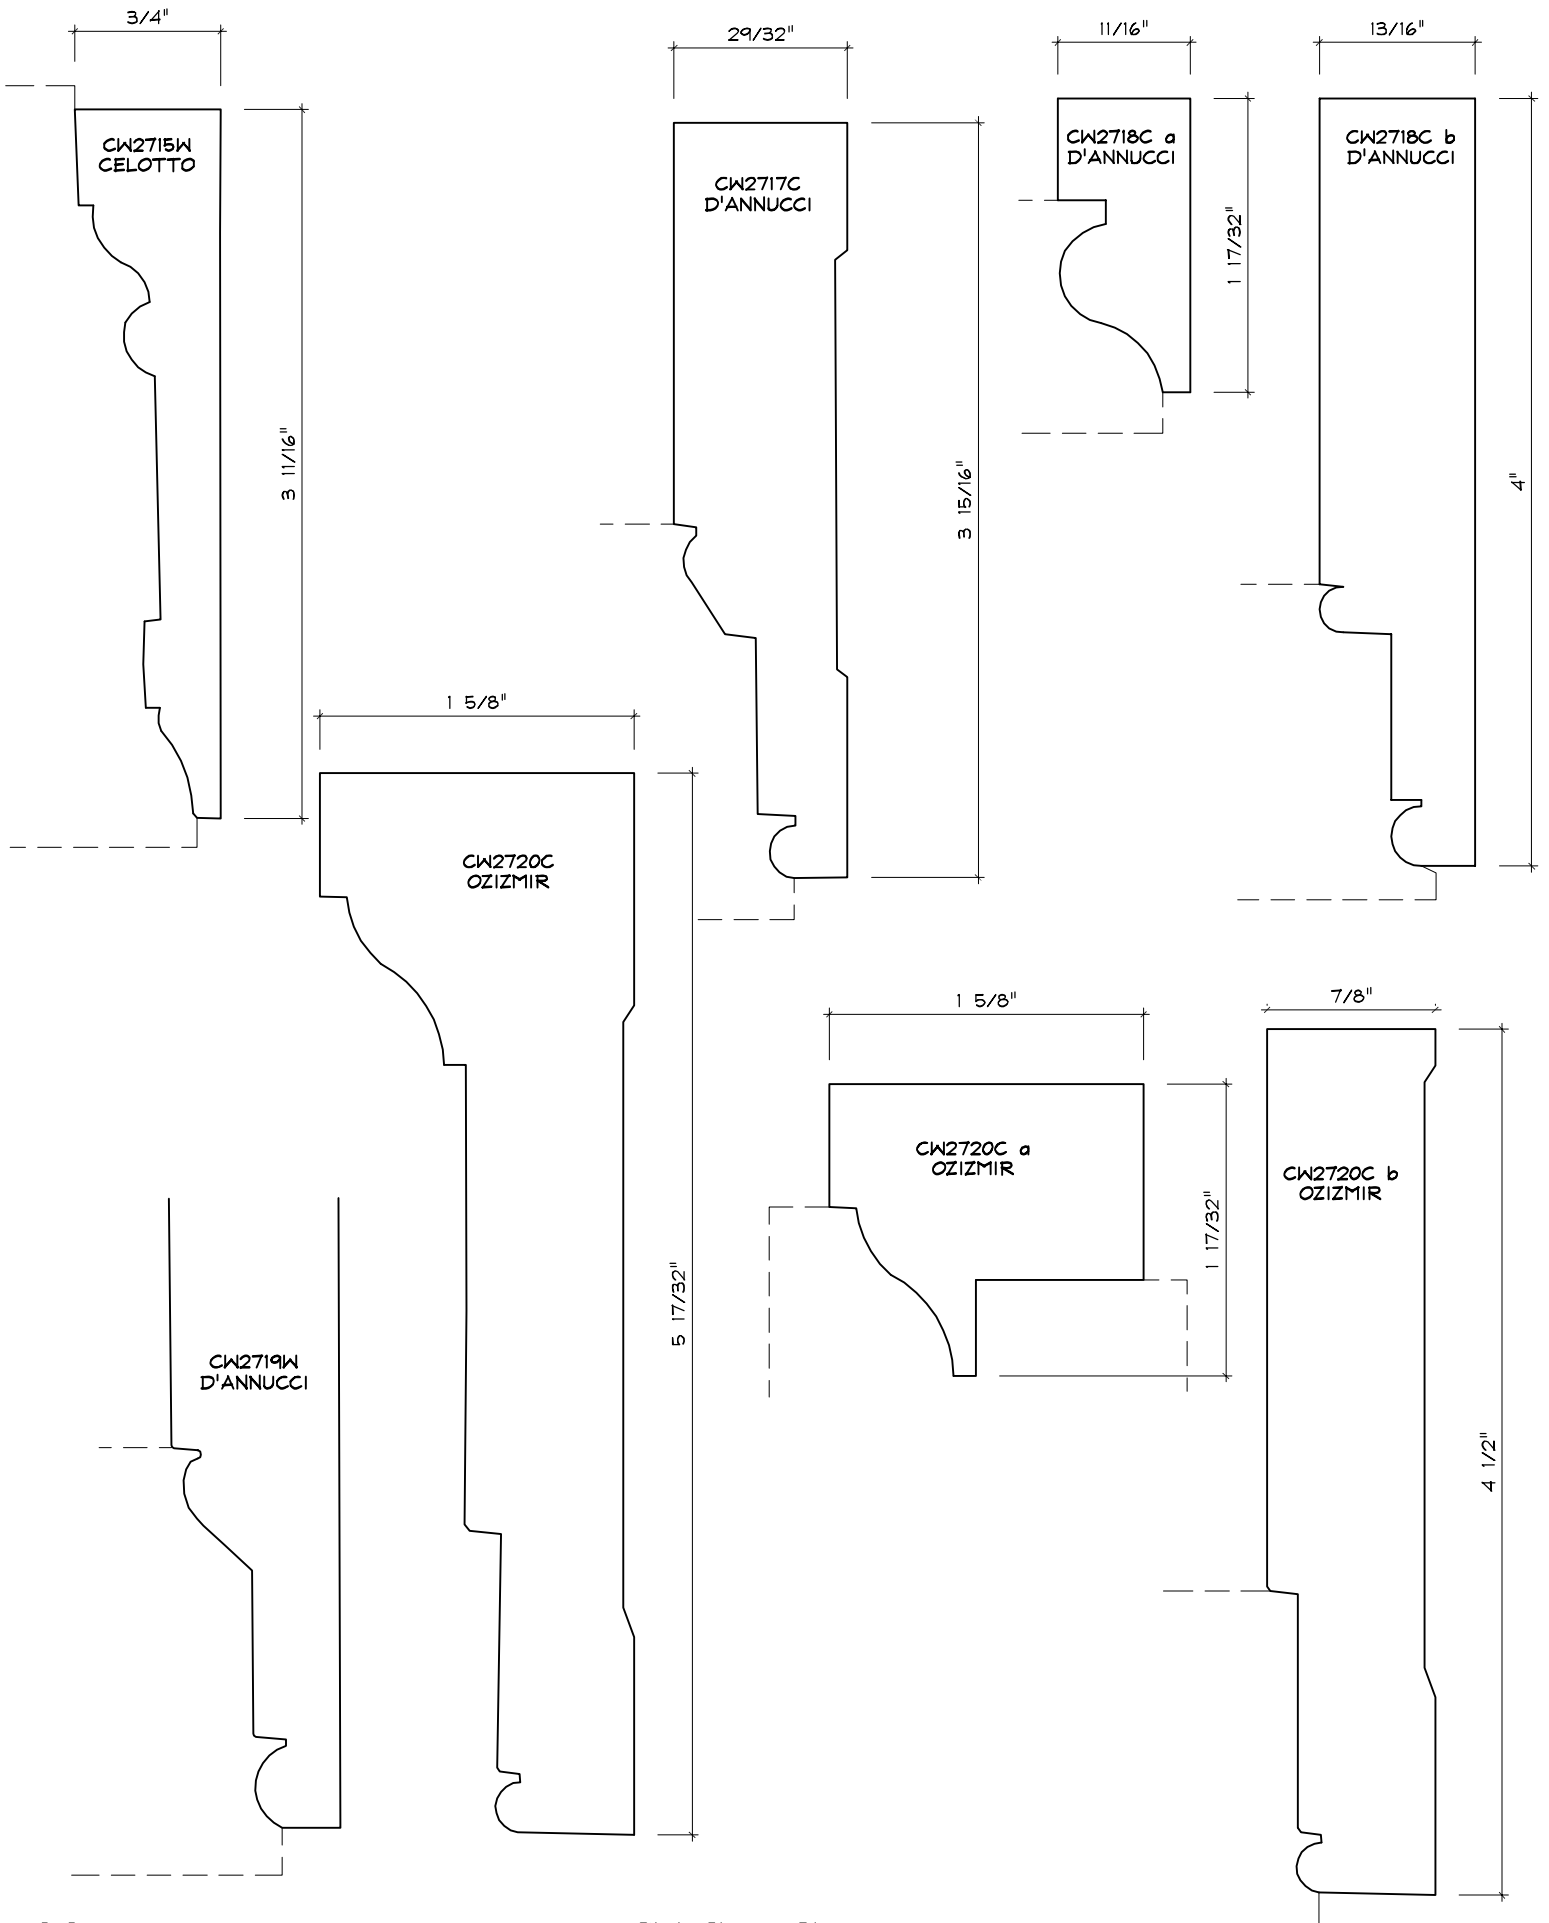 3/4"
CW2715W
CELOTTO
3 11/16"
29/32"
CW2717C
D'ANNUCCI
3 15/16"
11/16"
CW2718C a
D'ANNUCCI
1 17/32"
13/16"
CW2718C b
D'ANNUCCI
4"
1 5/8"
CW2720C
OZIZMIR
5 17/32"
1 5/8"
CW2720C a
OZIZMIR
1 17/32"
7/8"
CW2720C b
OZIZMIR
4 1/2"
CW2719W
D'ANNUCCI